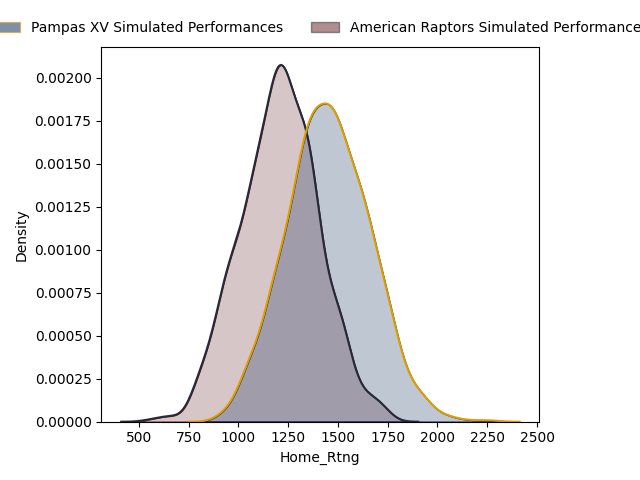 Pampas XV Simulated Performances
American Raptors Simulated Performance
0.00200
0.00175
0.00150
0.00125
0.00100
0.00075
0.00050
0.00025
0.00000
Density
500 750 1000 1250 1500 1750 2000 2250 2500
Home_Rtng